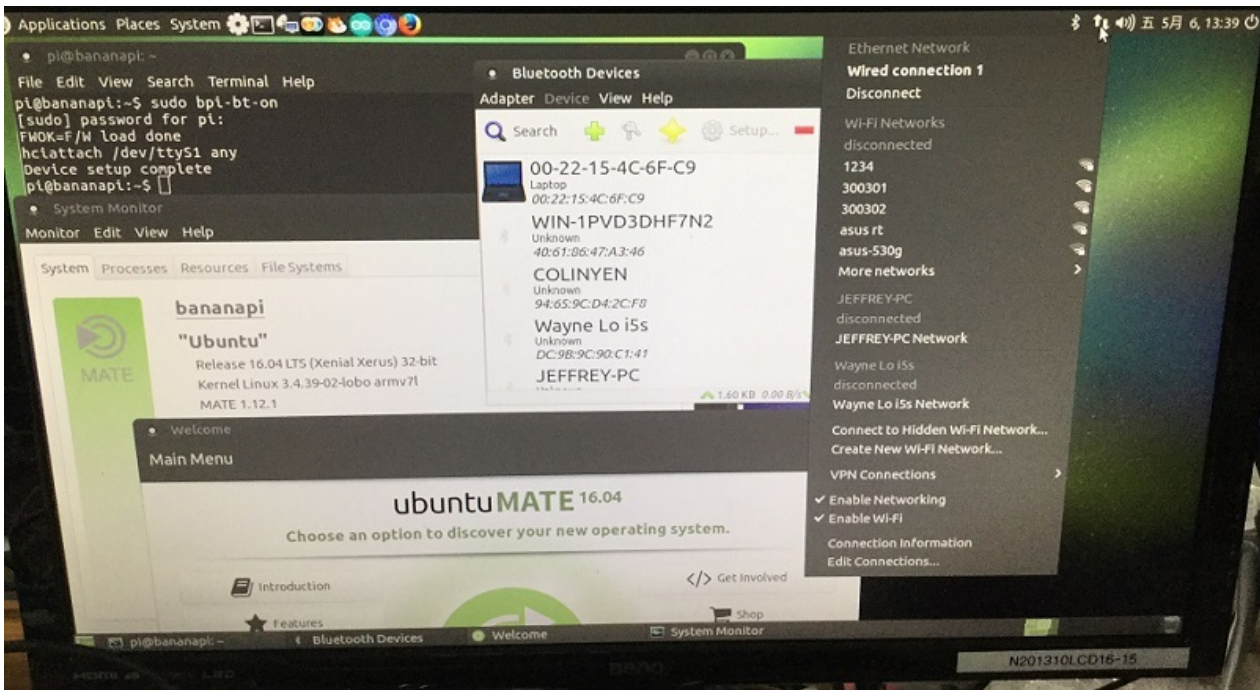 Applications Places System
五 5月 6, 13:39
pi@bananapi: ~
File Edit View Search Terminal Help
pi@bananapi:~$ sudo bpi-bt-on
[sudo] password for pi:
FWOK=F/W load done
hciattach /dev/ttyS1 any
Device setup complete
pi@bananapi:~$
System Monitor
Monitor Edit View Help
System Processes Resources File Systems
MATE
bananapi
"Ubuntu"
Release 16.04 LTS (Xenial Xerus) 32-bit
Kernel Linux 3.4.39-02-lobo armv7l
MATE 1.12.1
Bluetooth Devices
Adapter Device View Help
Search Setup...
00-22-15-4C-6F-C9
Laptop
00:22:15:4C:6F:C9
WIN-1PVD3DHF7N2
Unknown
40:61:86:47:A3:46
COLINYEN
Unknown
94:65:9C:D4:2C:F8
Wayne Lo i5s
Unknown
DC:9B:9C:90:C1:41
JEFFREY-PC
1.60 KB 0.00 B/s
Ethernet Network
Wired connection 1
Disconnect
Wi-Fi Networks
disconnected
1234
300301
300302
asus rt
asus-530g
More networks
JEFFREY-PC
disconnected
JEFFREY-PC Network
Wayne Lo i5s
disconnected
Wayne Lo i5s Network
Connect to Hidden Wi-Fi Network...
Create New Wi-Fi Network...
VPN Connections
Enable Networking
Enable Wi-Fi
Connection Information
Edit Connections...
Welcome
Main Menu
ubuntu MATE 16.04
Choose an option to discover your new operating system.
Introduction
Get Involved
Features
Shop
pi@bananapi: ~
Bluetooth Devices
Welcome
System Monitor
BenQ
N201310LCD16-15